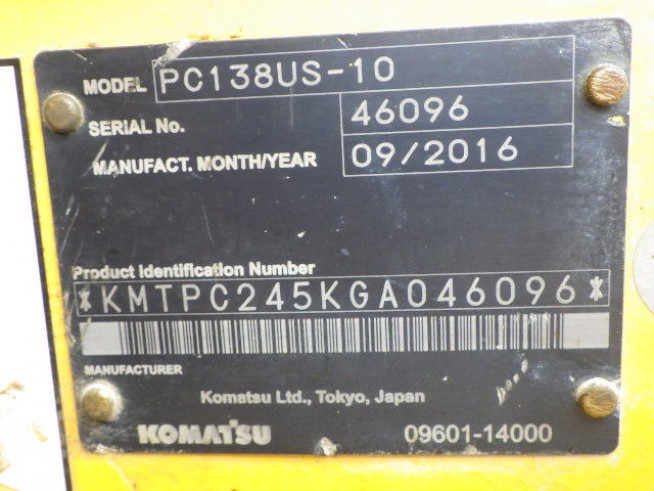 MODEL PC138US-10
SERIAL No. 46096
MANUFACT. MONTH/YEAR 09/2016
Product Identification Number
*KMTPC245KGA046096*
MANUFACTURER
Komatsu Ltd., Tokyo, Japan
KOMATSU 09601-14000